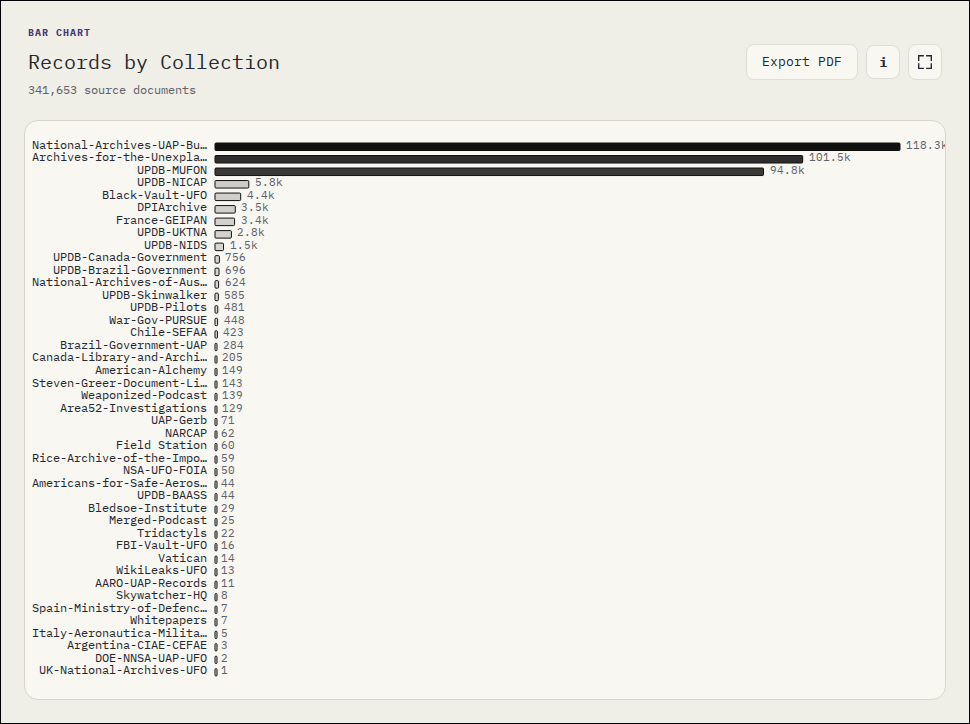 BAR CHART
Records by Collection
341,653 source documents
Export PDF
i
National-Archives-UAP-Bu… 118.3k
Archives-for-the-Unexpla… 101.5k
UPDB-MUFON 94.8k
UPDB-NICAP 5.8k
Black-Vault-UFO 4.4k
DPIArchive 3.5k
France-GEIPAN 3.4k
UPDB-UKTNA 2.8k
UPDB-NIDS 1.5k
UPDB-Canada-Government 756
UPDB-Brazil-Government 696
National-Archives-of-Aus… 624
UPDB-Skinwalker 585
UPDB-Pilots 481
War-Gov-PURSUE 448
Chile-SEFAA 423
Brazil-Government-UAP 284
Canada-Library-and-Archi… 205
American-Alchemy 149
Steven-Greer-Document-Li… 143
Weaponized-Podcast 139
Area52-Investigations 129
UAP-Gerb 71
NARCAP 62
Field Station 60
Rice-Archive-of-the-Impo… 59
NSA-UFO-FOIA 50
Americans-for-Safe-Aeros… 44
UPDB-BAASS 44
Bledsoe-Institute 29
Merged-Podcast 25
Tridactyls 22
FBI-Vault-UFO 16
Vatican 14
WikiLeaks-UFO 13
AARO-UAP-Records 11
Skywatcher-HQ 8
Spain-Ministry-of-Defenc… 7
Whitepapers 7
Italy-Aeronautica-Milita… 5
Argentina-CIAE-CEFAE 3
DOE-NNSA-UAP-UFO 2
UK-National-Archives-UFO 1